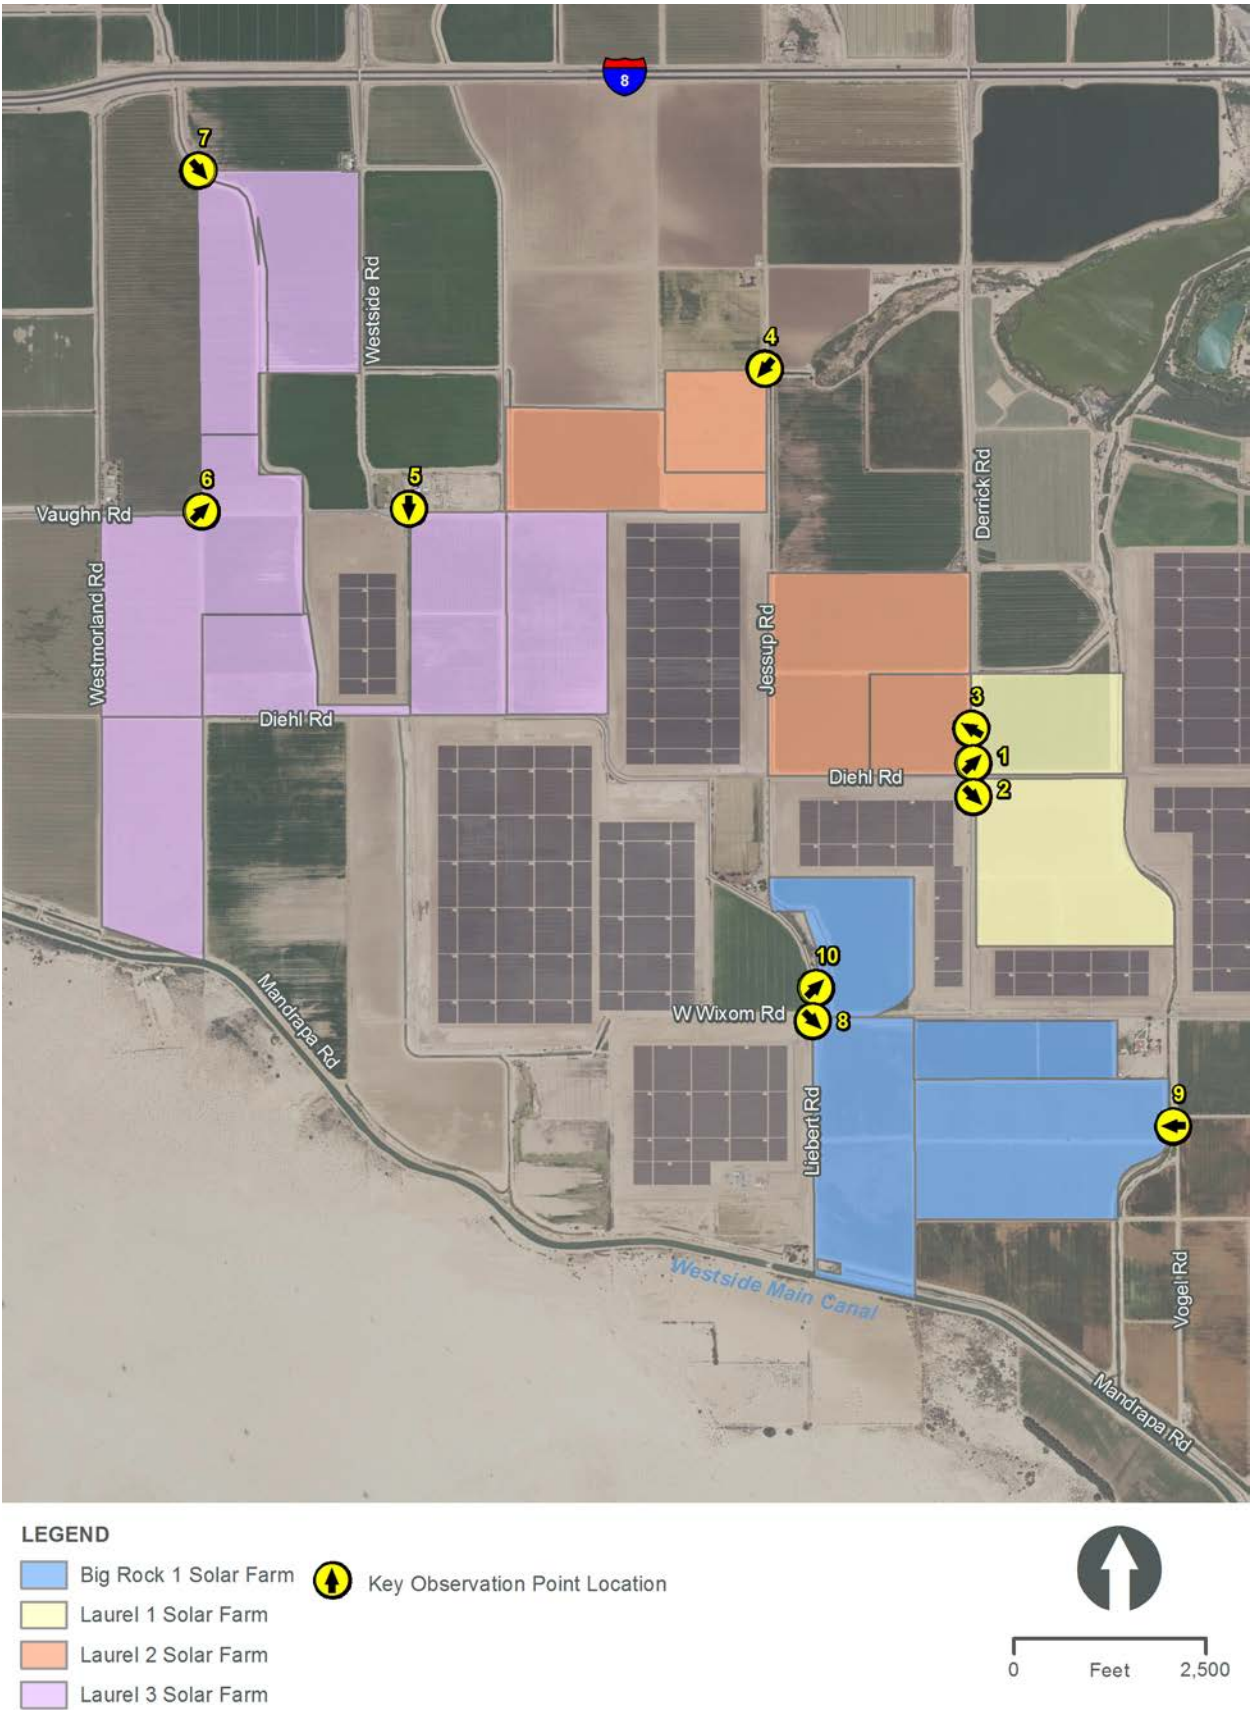 8
7
Westside Rd
4
Derrick Rd
6
5
Vaughn Rd
Westmorland Rd
Jessup Rd
3
Diehl Rd
1
Diehl Rd
2
10
Mandrapa Rd
W Wixom Rd
8
9
Liebert Rd
Westside Main Canal
Vogel Rd
Mandrapa Rd
LEGEND
Big Rock 1 Solar Farm
Key Observation Point Location
Laurel 1 Solar Farm
Laurel 2 Solar Farm
Laurel 3 Solar Farm
0 Feet 2,500